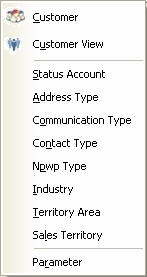 Customer
Customer View
Status Account
Address Type
Communication Type
Contact Type
Npwp Type
Industry
Territory Area
Sales Territory
Parameter